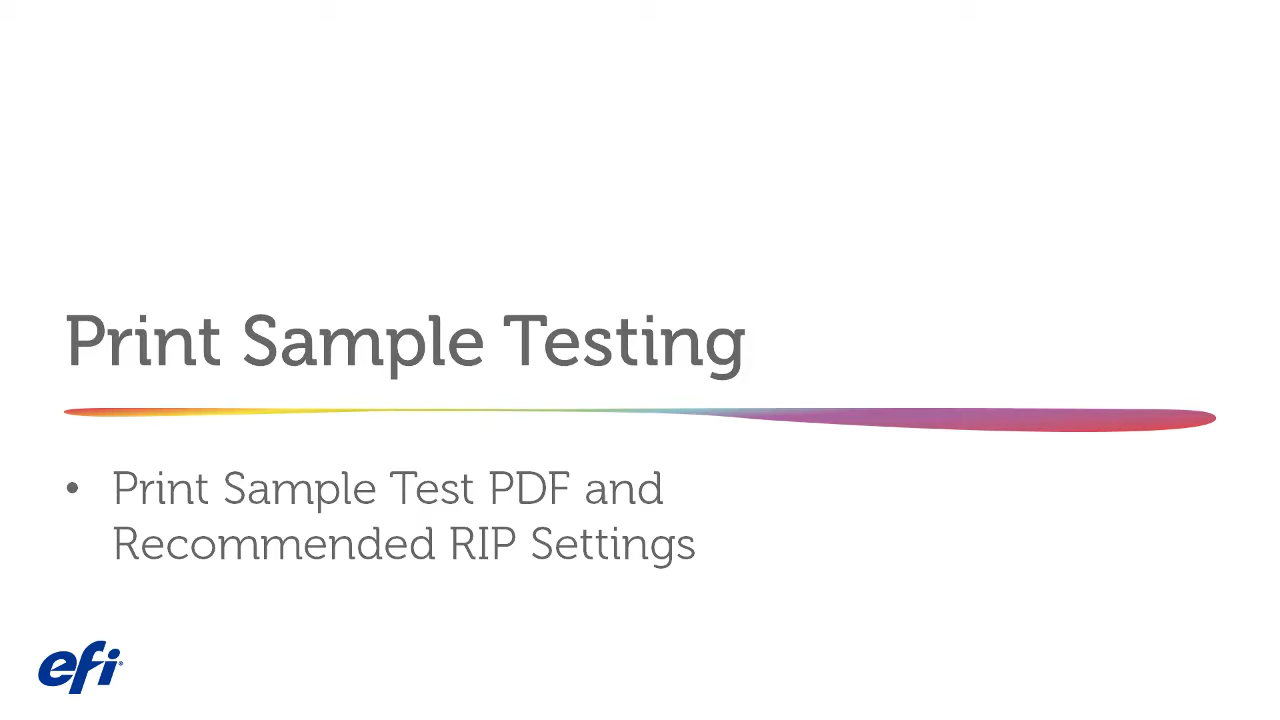 Print Sample Testing
• Print Sample Test PDF and
Recommended RIP Settings
efi®